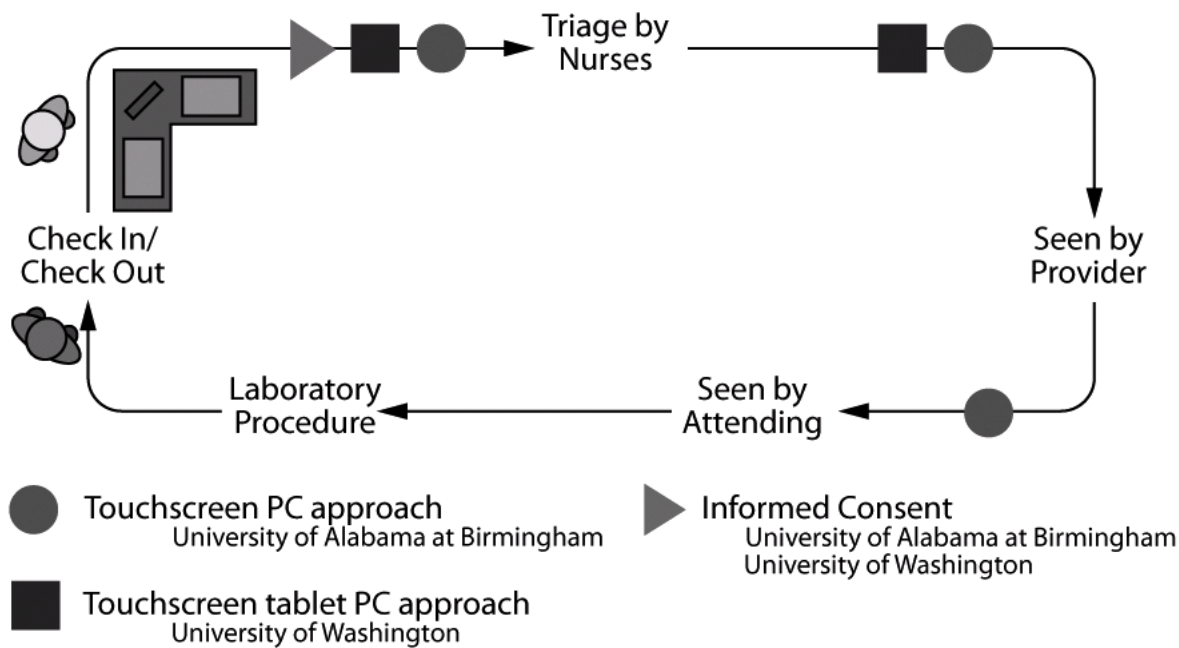 Triage by
Nurses
Check In/
Check Out
Seen by
Provider
Laboratory
Procedure
Seen by
Attending
Touchscreen PC approach
University of Alabama at Birmingham
Touchscreen tablet PC approach
University of Washington
Informed Consent
University of Alabama at Birmingham
University of Washington